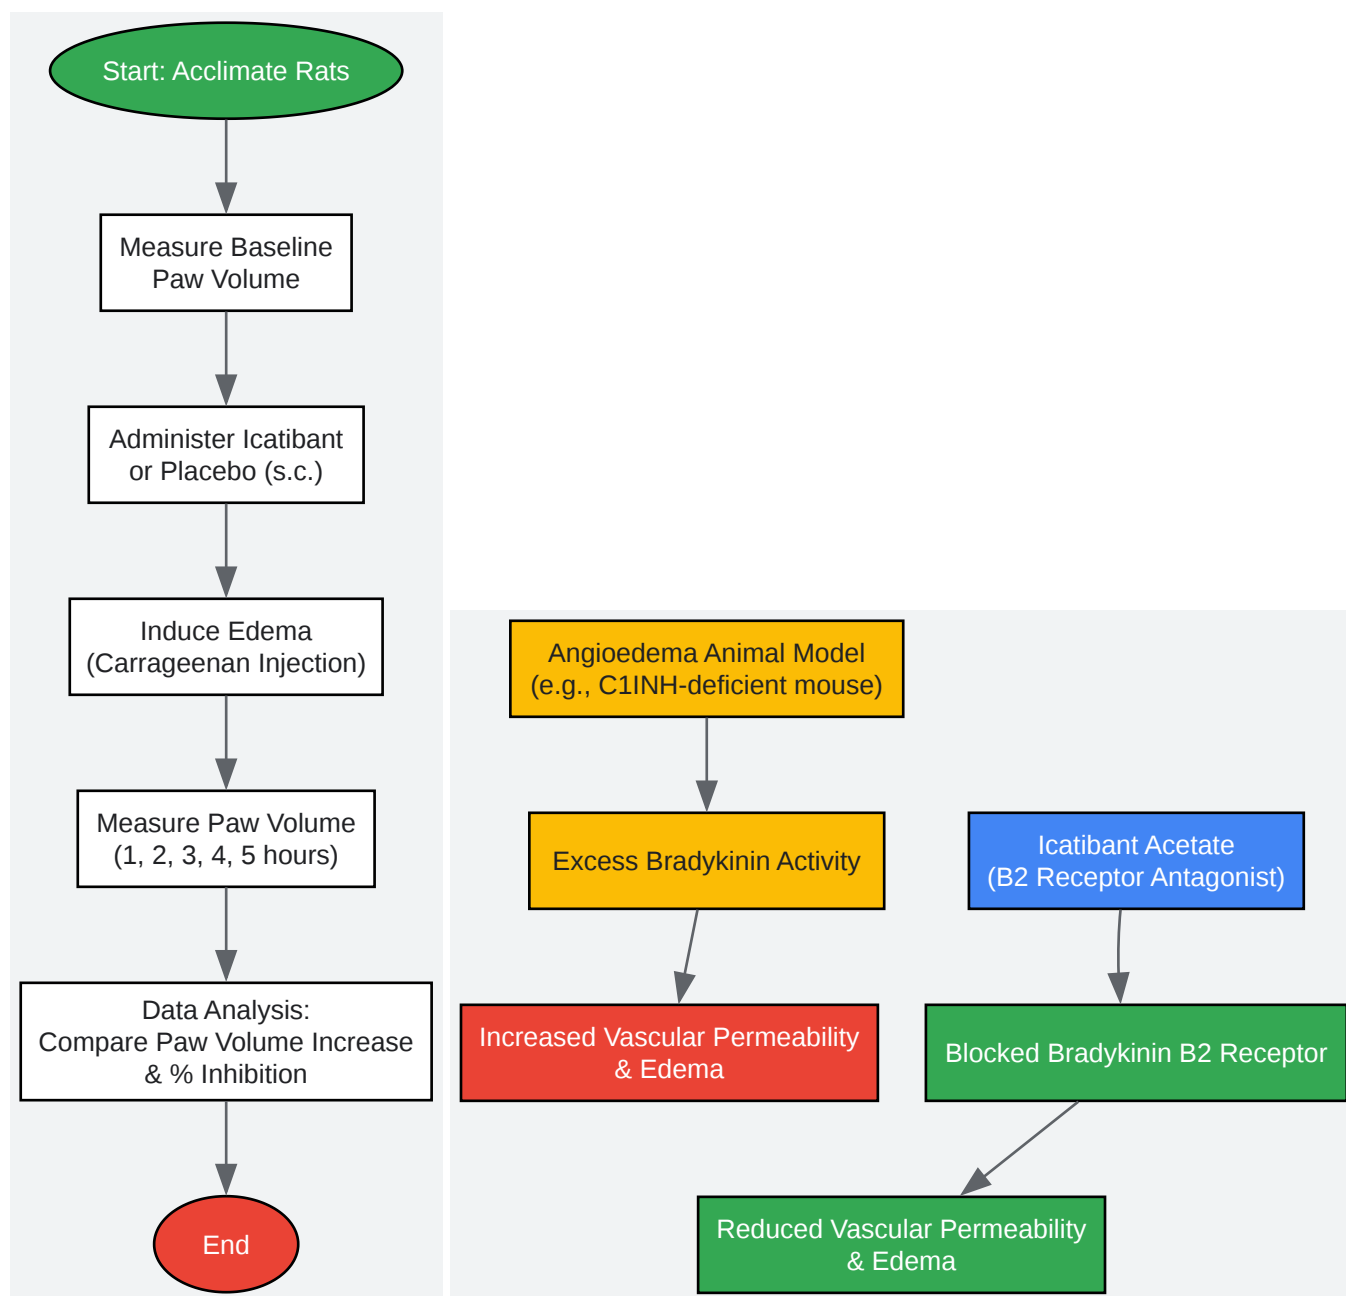 Start: Acclimate Rats
Measure Baseline
Paw Volume
Administer Icatibant
or Placebo (s.c.)
Induce Edema
(Carrageenan Injection)
Measure Paw Volume
(1, 2, 3, 4, 5 hours)
Data Analysis:
Compare Paw Volume Increase
& % Inhibition
End
Angioedema Animal Model
(e.g., C1INH-deficient mouse)
Excess Bradykinin Activity
Increased Vascular Permeability
& Edema
Icatibant Acetate
(B2 Receptor Antagonist)
Blocked Bradykinin B2 Receptor
Reduced Vascular Permeability
& Edema